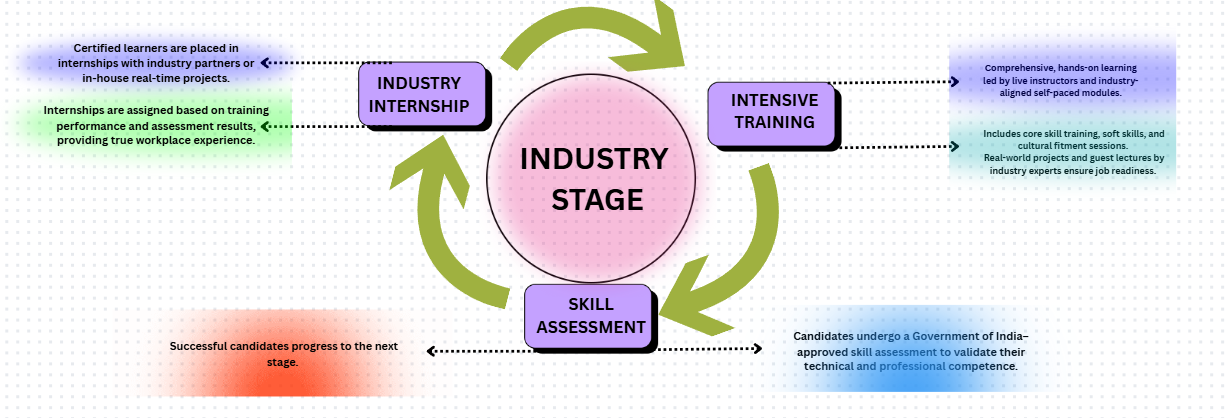 Certified learners are placed in
internships with industry partners or
in-house real-time projects.
Internships are assigned based on training
performance and assessment results,
providing true workplace experience.
INDUSTRY
INTERNSHIP
INDUSTRY
STAGE
INTENSIVE
TRAINING
Comprehensive, hands-on learning
led by live instructors and industry-
aligned self-paced modules.
Includes core skill training, soft skills, and
cultural fitment sessions.
Real-world projects and guest lectures by
industry experts ensure job readiness.
SKILL
ASSESSMENT
Successful candidates progress to the next
stage.
Candidates undergo a Government of India–
approved skill assessment to validate their
technical and professional competence.